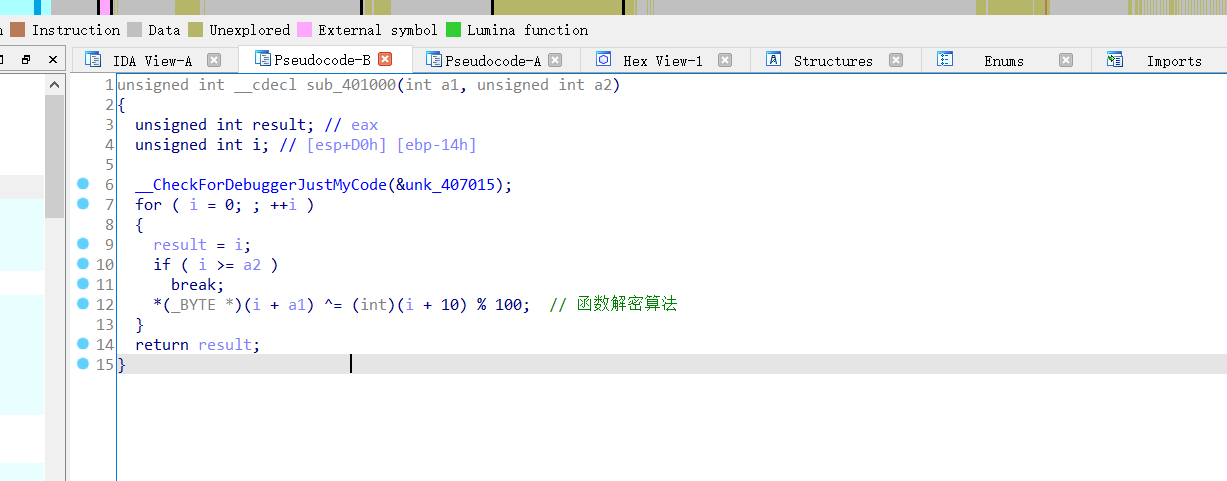 Instruction Data Unexplored External symbol Lumina function
IDA View-A Pseudocode-B Pseudocode-A Hex View-1 Structures Enums Imports
1 unsigned int __cdecl sub_401000(int a1, unsigned int a2)
2 {
3 unsigned int result; // eax
4 unsigned int i; // [esp+D0h] [ebp-14h]
5
6 __CheckForDebuggerJustMyCode(&unk_407015);
7 for ( i = 0; ; ++i )
8 {
9 result = i;
10 if ( i >= a2 )
11 break;
12 *(_BYTE *)(i + a1) ^= (int)(i + 10) % 100; // 函数解密算法
13 }
14 return result;
15 }